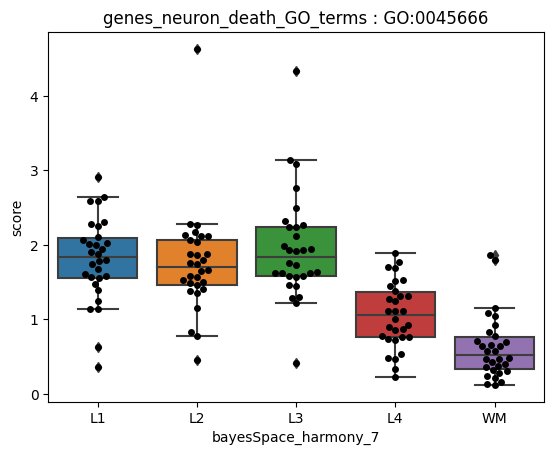 genes_neuron_death_GO_terms : GO:0045666
score
4
3
2
1
0
L1 L2 L3 L4 WM
bayesSpace_harmony_7